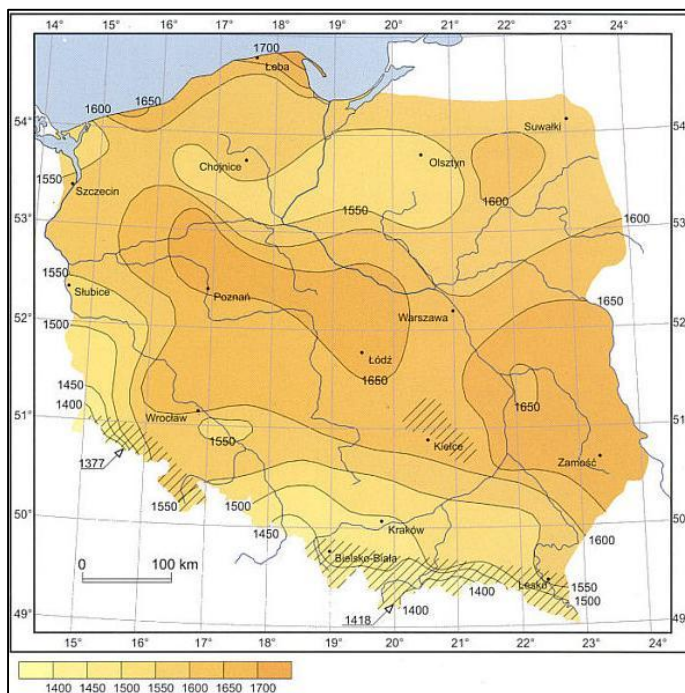 14° 15° 16° 17° 18° 19° 20° 21° 22° 23° 24°
1700
Łeba
1650
1600
54° 54°
Suwałki
Chojnice
Olsztyn
1550
Szczecin
1550
1600
53° 53°
1600
1550
Słubice
Poznań
1650
Warszawa
52° 52°
1500
Łódź
1650
1450
1400
1650
51° 51°
Wrocław
1550
Kielce
1377
Zamość
1550
1500
50° 50°
1450
Kraków
1600
Bielsko-Biała
0 100 km
Lesko
1550
1400
1400
1500
49° 49°
1418
15° 16° 17° 18° 19° 20° 21° 22° 23°
1400 1450 1500 1550 1600 1650 1700